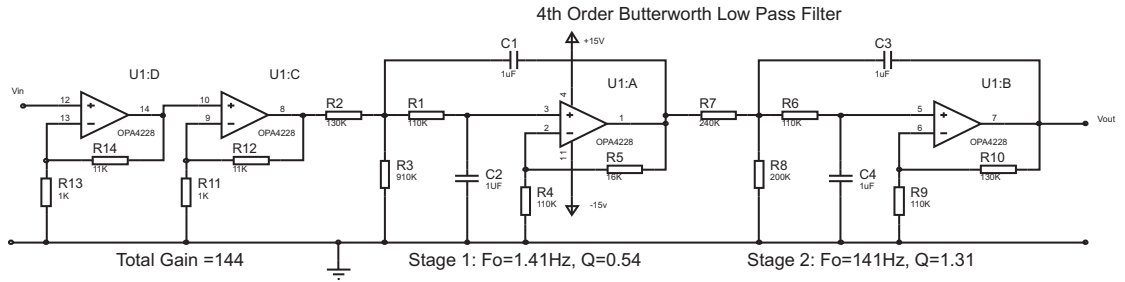 4th Order Butterworth Low Pass Filter
C1
1uF
+15V
C3
1uF
U1:D
U1:C
U1:A
U1:B
Vin
12
13
14
OPA4228
10
9
8
OPA4228
R2
130K
R1
110K
3
2
4
11
1
OPA4228
R7
240K
R6
110K
5
6
7
OPA4228
Vout
R14
11K
R12
11K
R3
910K
C2
1UF
R5
16K
R8
200K
C4
1uF
R10
130K
R13
1K
R11
1K
R4
110K
-15v
R9
110K
Total Gain =144
Stage 1: Fo=1.41Hz, Q=0.54
Stage 2: Fo=141Hz, Q=1.31